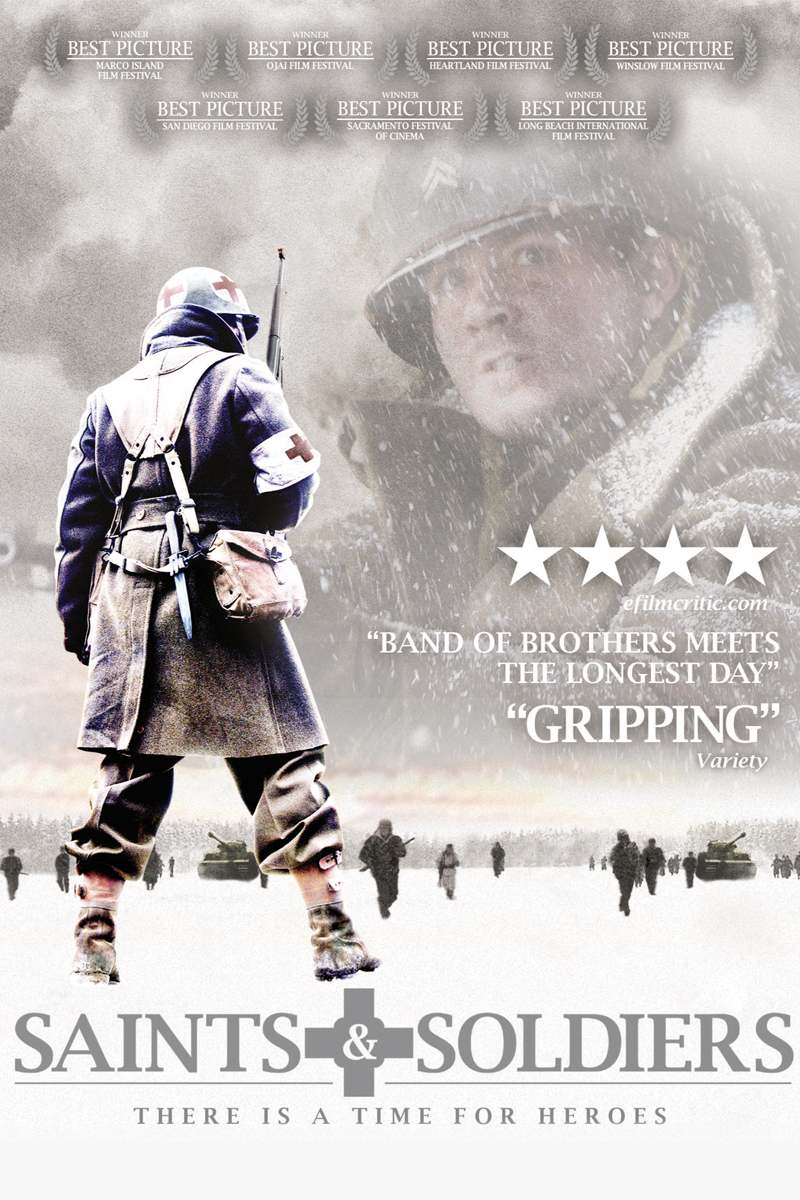 WINNER
BEST PICTURE
MARCO ISLAND
FILM FESTIVAL
WINNER
BEST PICTURE
OJAI FILM FESTIVAL
WINNER
BEST PICTURE
HEARTLAND FILM FESTIVAL
WINNER
BEST PICTURE
WINSLOW FILM FESTIVAL
WINNER
BEST PICTURE
SAN DIEGO FILM FESTIVAL
WINNER
BEST PICTURE
SACRAMENTO FESTIVAL
OF CINEMA
WINNER
BEST PICTURE
LONG BEACH INTERNATIONAL
FILM FESTIVAL
efilmcritic.com
“BAND OF BROTHERS MEETS
THE LONGEST DAY”
“GRIPPING”
Variety
SAINTS & SOLDIERS
THERE IS A TIME FOR HEROES